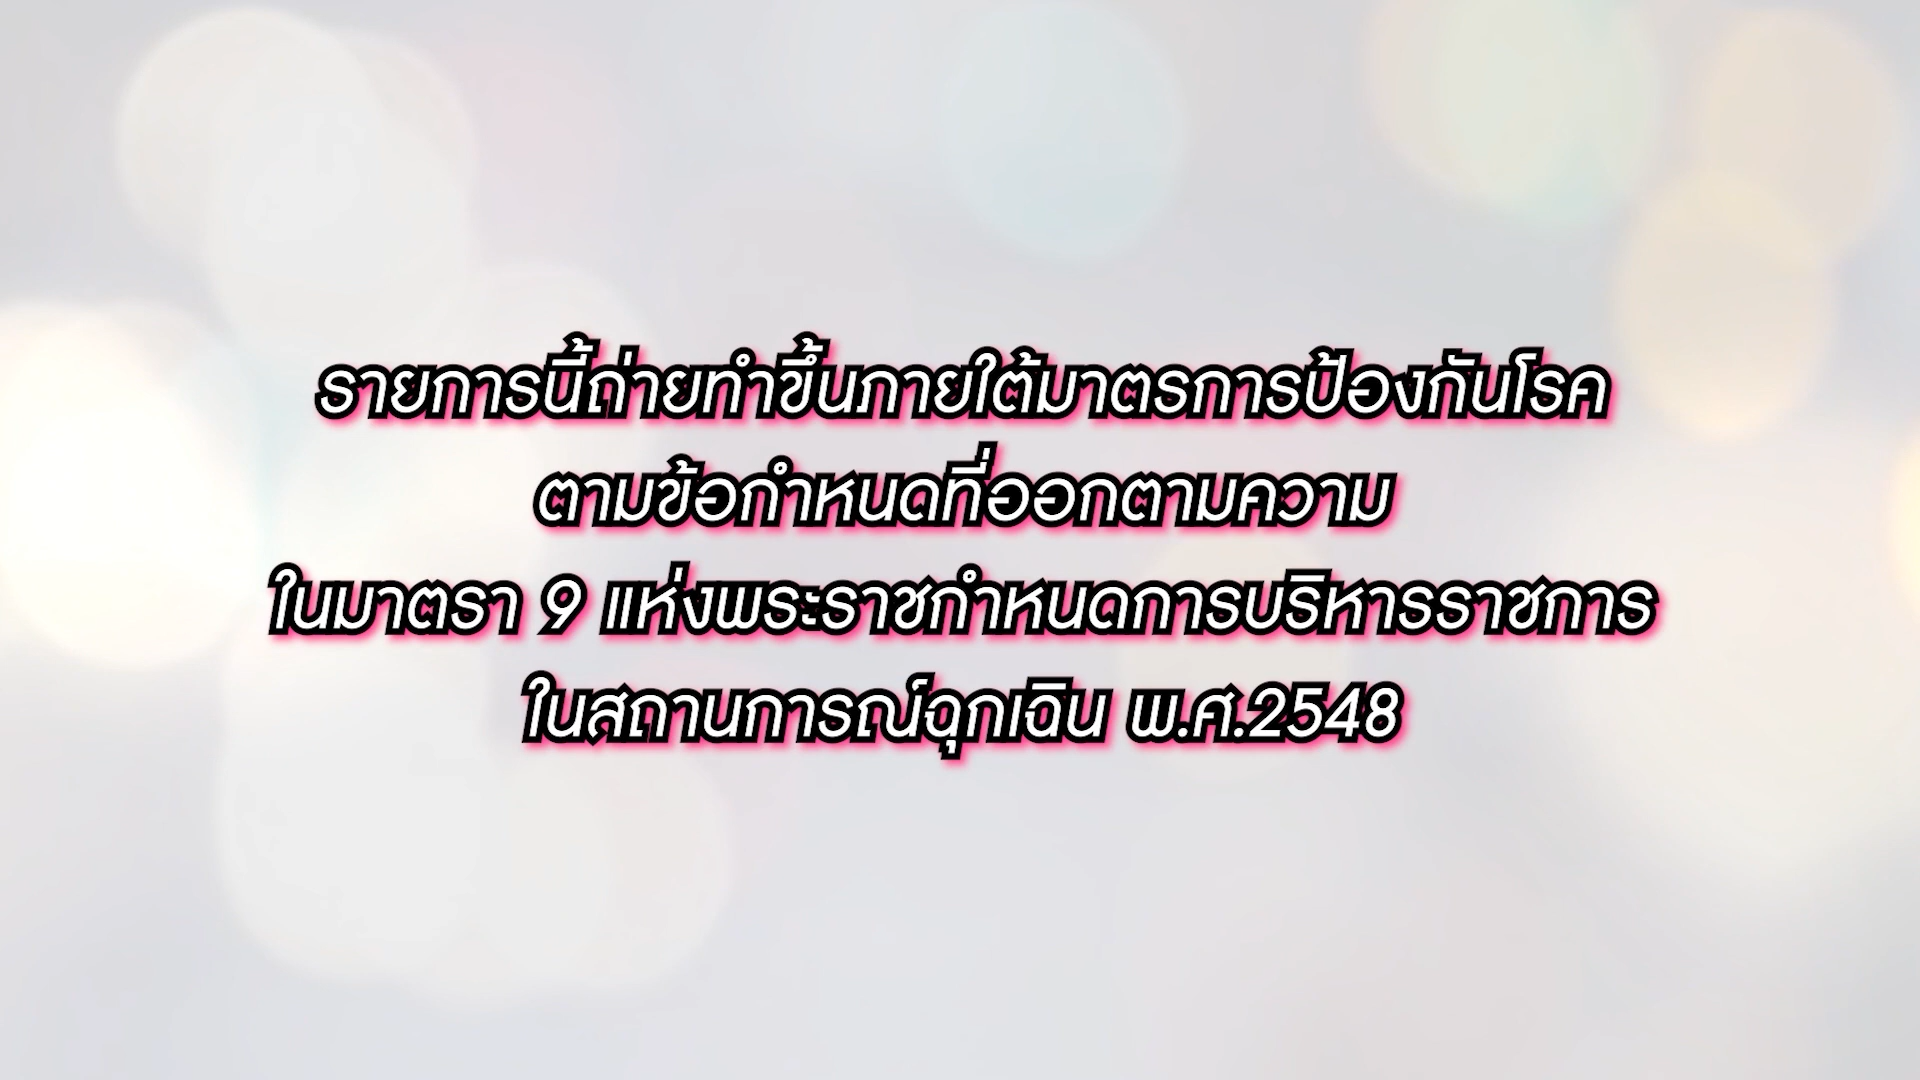 รายการนี้ถ่ายทำขึ้นภายใต้มาตรการป้องกันโรค
ตามข้อกำหนดที่ออกตามความ
ในมาตรา 9 แห่งพระราชกำหนดการบริหารราชการ
ในสถานการณ์ฉุกเฉิน พ.ศ.2548